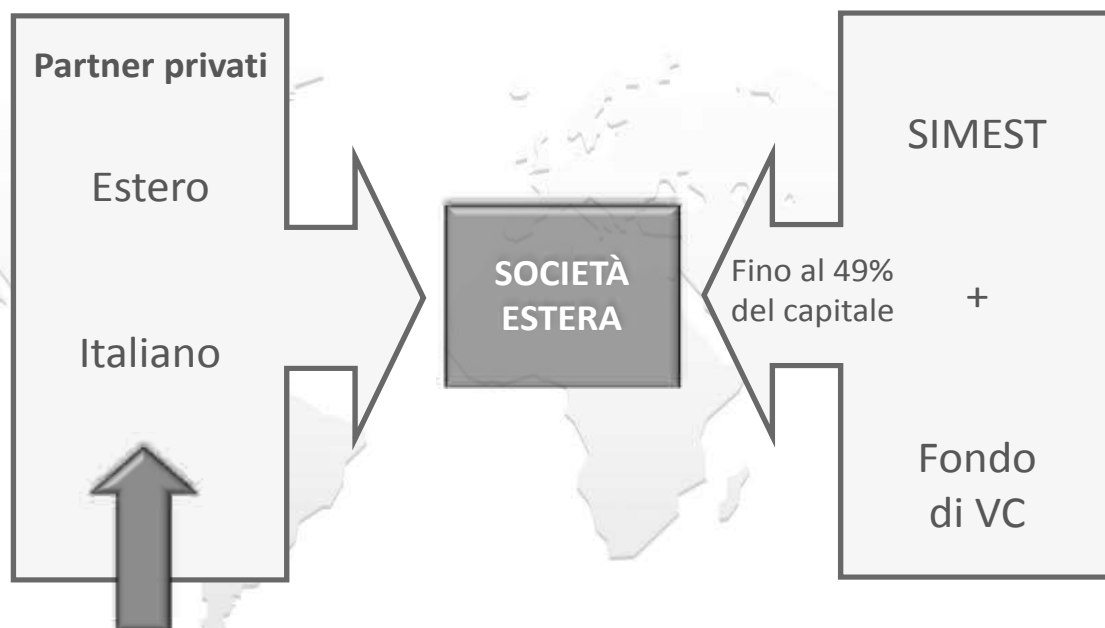 Partner privati
Estero
Italiano
SOCIETÀ
ESTERA
Fino al 49%
del capitale
SIMEST
+
Fondo
di VC